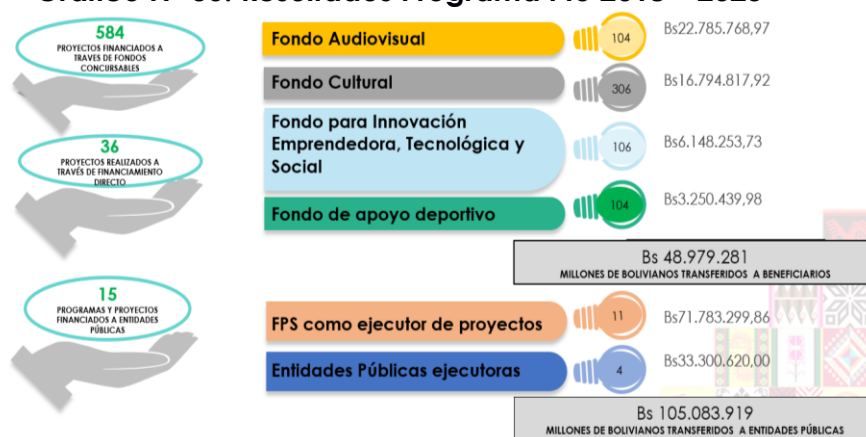 584
PROYECTOS FINANCIADOS A
TRAVES DE FONDOS
CONCURSABLES
36
PROYECTOS REALIZADOS A
TRAVÉS DE FINANCIAMIENTO
DIRECTO
15
PROGRAMAS Y PROYECTOS
FINANCIADOS A ENTIDADES
PÚBLICAS
Fondo Audiovisual
104
Bs22.785.768,97
Fondo Cultural
306
Bs16.794.817,92
Fondo para Innovación
Emprendedora, Tecnológica y
Social
106
Bs6.148.253,73
Fondo de apoyo deportivo
104
Bs3.250.439,98
Bs 48.979.281
MILLONES DE BOLIVIANOS TRANSFERIDOS A BENEFICIARIOS
FPS como ejecutor de proyectos
11
Bs71.783.299,86
Entidades Públicas ejecutoras
4
Bs33.300.620,00
Bs 105.083.919
MILLONES DE BOLIVIANOS TRANSFERIDOS A ENTIDADES PÚBLICAS